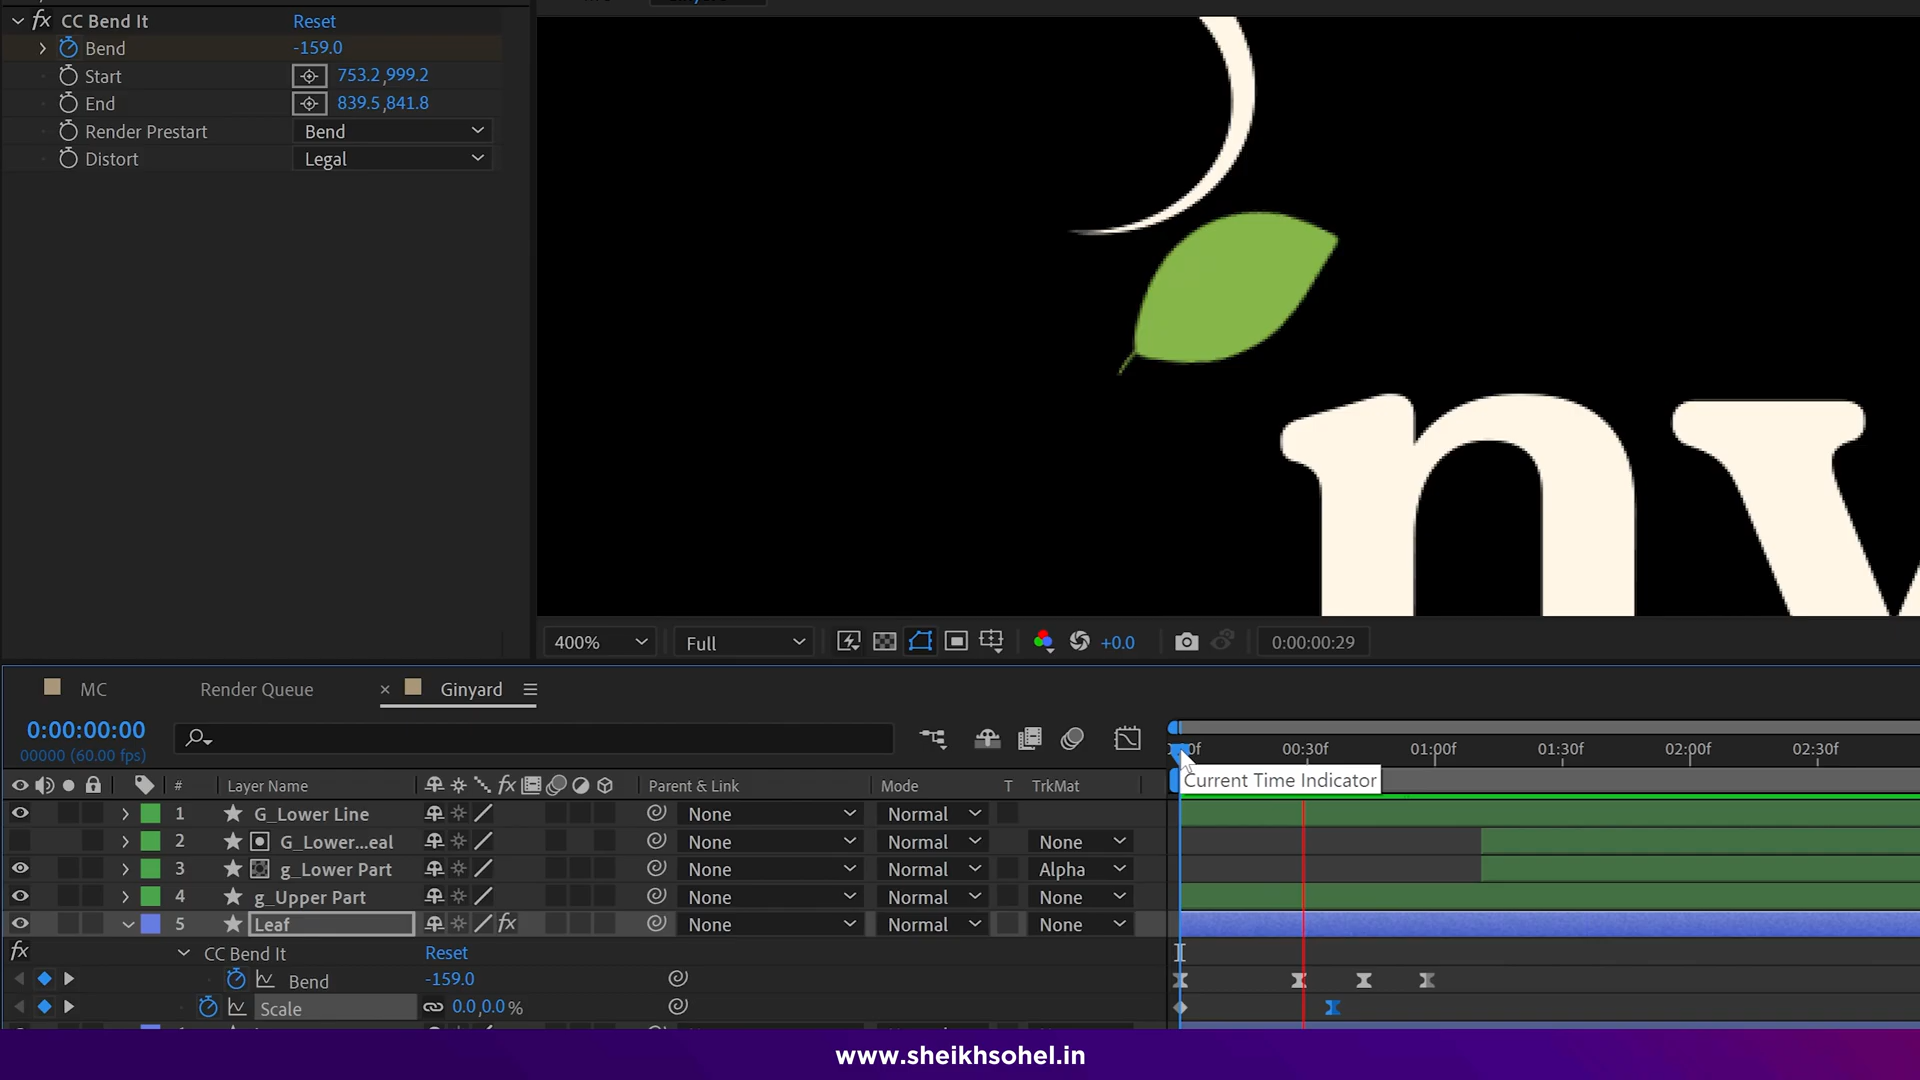 fx CC Bend It Reset
Bend -159.0
Start 753.2,999.2
End 839.5,841.8
Render Prestart Bend
Distort Legal
nv
400% Full +0.0 0:00:00:29
MC Render Queue × Ginyard
0:00:00:00
00000 (60.00 fps)
00:30f 01:00f 01:30f 02:00f 02:30f
Current Time Indicator
# Layer Name fx Parent & Link Mode T TrkMat
1 G_Lower Line None Normal
2 G_Lower...eal None Normal None
3 g_Lower Part None Normal Alpha
4 g_Upper Part None Normal None
5 Leaf fx None Normal None
fx CC Bend It Reset
Bend -159.0
Scale 0.0,0.0 %
www.sheikhsohel.in